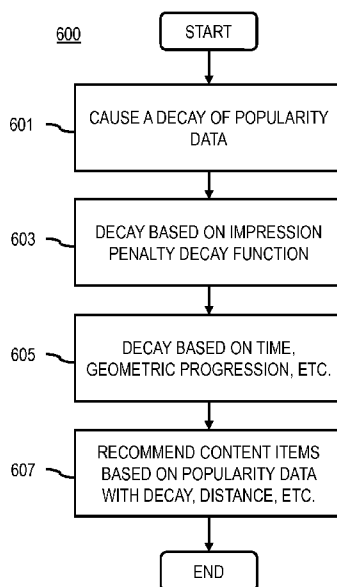 600
START
601
CAUSE A DECAY OF POPULARITY
DATA
603
DECAY BASED ON IMPRESSION
PENALTY DECAY FUNCTION
605
DECAY BASED ON TIME,
GEOMETRIC PROGRESSION, ETC.
607
RECOMMEND CONTENT ITEMS
BASED ON POPULARITY DATA
WITH DECAY, DISTANCE, ETC.
END